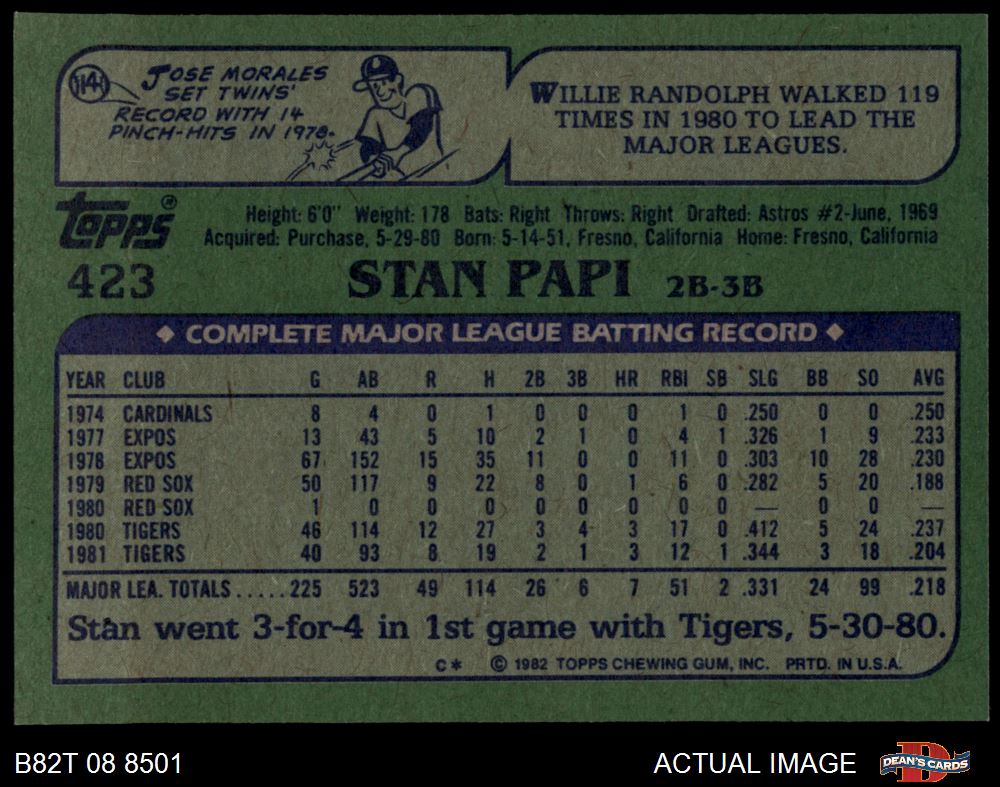 114
JOSE MORALES
SET TWINS'
RECORD WITH 14
PINCH-HITS IN 1978.
WILLIE RANDOLPH WALKED 119
TIMES IN 1980 TO LEAD THE
MAJOR LEAGUES.
topps®
Height: 6'0" Weight: 178 Bats: Right Throws: Right Drafted: Astros #2-June, 1969
Acquired: Purchase, 5-29-80 Born: 5-14-51, Fresno, California Home: Fresno, California
423 STAN PAPI 2B-3B
◆ COMPLETE MAJOR LEAGUE BATTING RECORD ◆
YEAR CLUB G AB R H 2B 3B HR RBI SB SLG BB SO AVG
1974 CARDINALS 8 4 0 1 0 0 0 1 0 .250 0 0 .250
1977 EXPOS 13 43 5 10 2 1 0 4 1 .326 1 9 .233
1978 EXPOS 67 152 15 35 11 0 0 11 0 .303 10 28 .230
1979 RED SOX 50 117 9 22 8 0 1 6 0 .282 5 20 .188
1980 RED SOX 1 0 0 0 0 0 0 0 0 — 0 0 —
1980 TIGERS 46 114 12 27 3 4 3 17 0 .412 5 24 .237
1981 TIGERS 40 93 8 19 2 1 3 12 1 .344 3 18 .204
MAJOR LEA. TOTALS.....225 523 49 114 26 6 7 51 2 .331 24 99 .218
Stan went 3-for-4 in 1st game with Tigers, 5-30-80.
C* © 1982 TOPPS CHEWING GUM, INC. PRTD. IN U.S.A.
B82T 08 8501 ACTUAL IMAGE DEAN'S CARDS